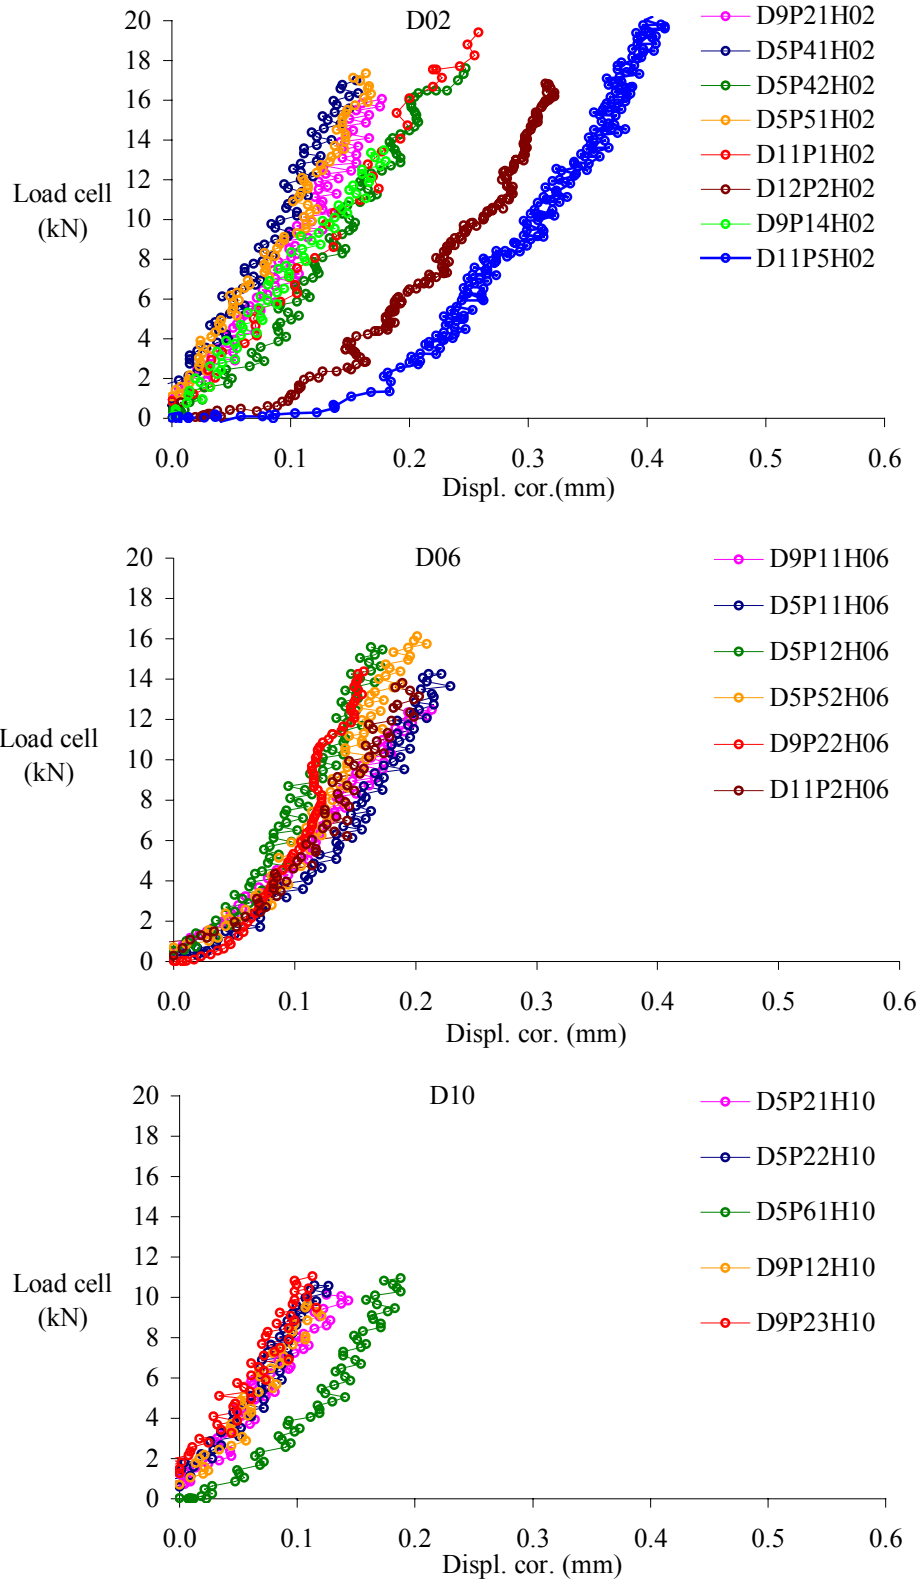 D02
20
18
16
14
12
10
8
6
4
2
0
Load cell
(kN)
0.0 0.1 0.2 0.3 0.4 0.5 0.6
Displ. cor.(mm)
D9P21H02
D5P41H02
D5P42H02
D5P51H02
D11P1H02
D12P2H02
D9P14H02
D11P5H02
D06
20
18
16
14
12
10
8
6
4
2
0
Load cell
(kN)
0.0 0.1 0.2 0.3 0.4 0.5 0.6
Displ. cor. (mm)
D9P11H06
D5P11H06
D5P12H06
D5P52H06
D9P22H06
D11P2H06
D10
20
18
16
14
12
10
8
6
4
2
0
Load cell
(kN)
0.0 0.1 0.2 0.3 0.4 0.5 0.6
Displ. cor. (mm)
D5P21H10
D5P22H10
D5P61H10
D9P12H10
D9P23H10